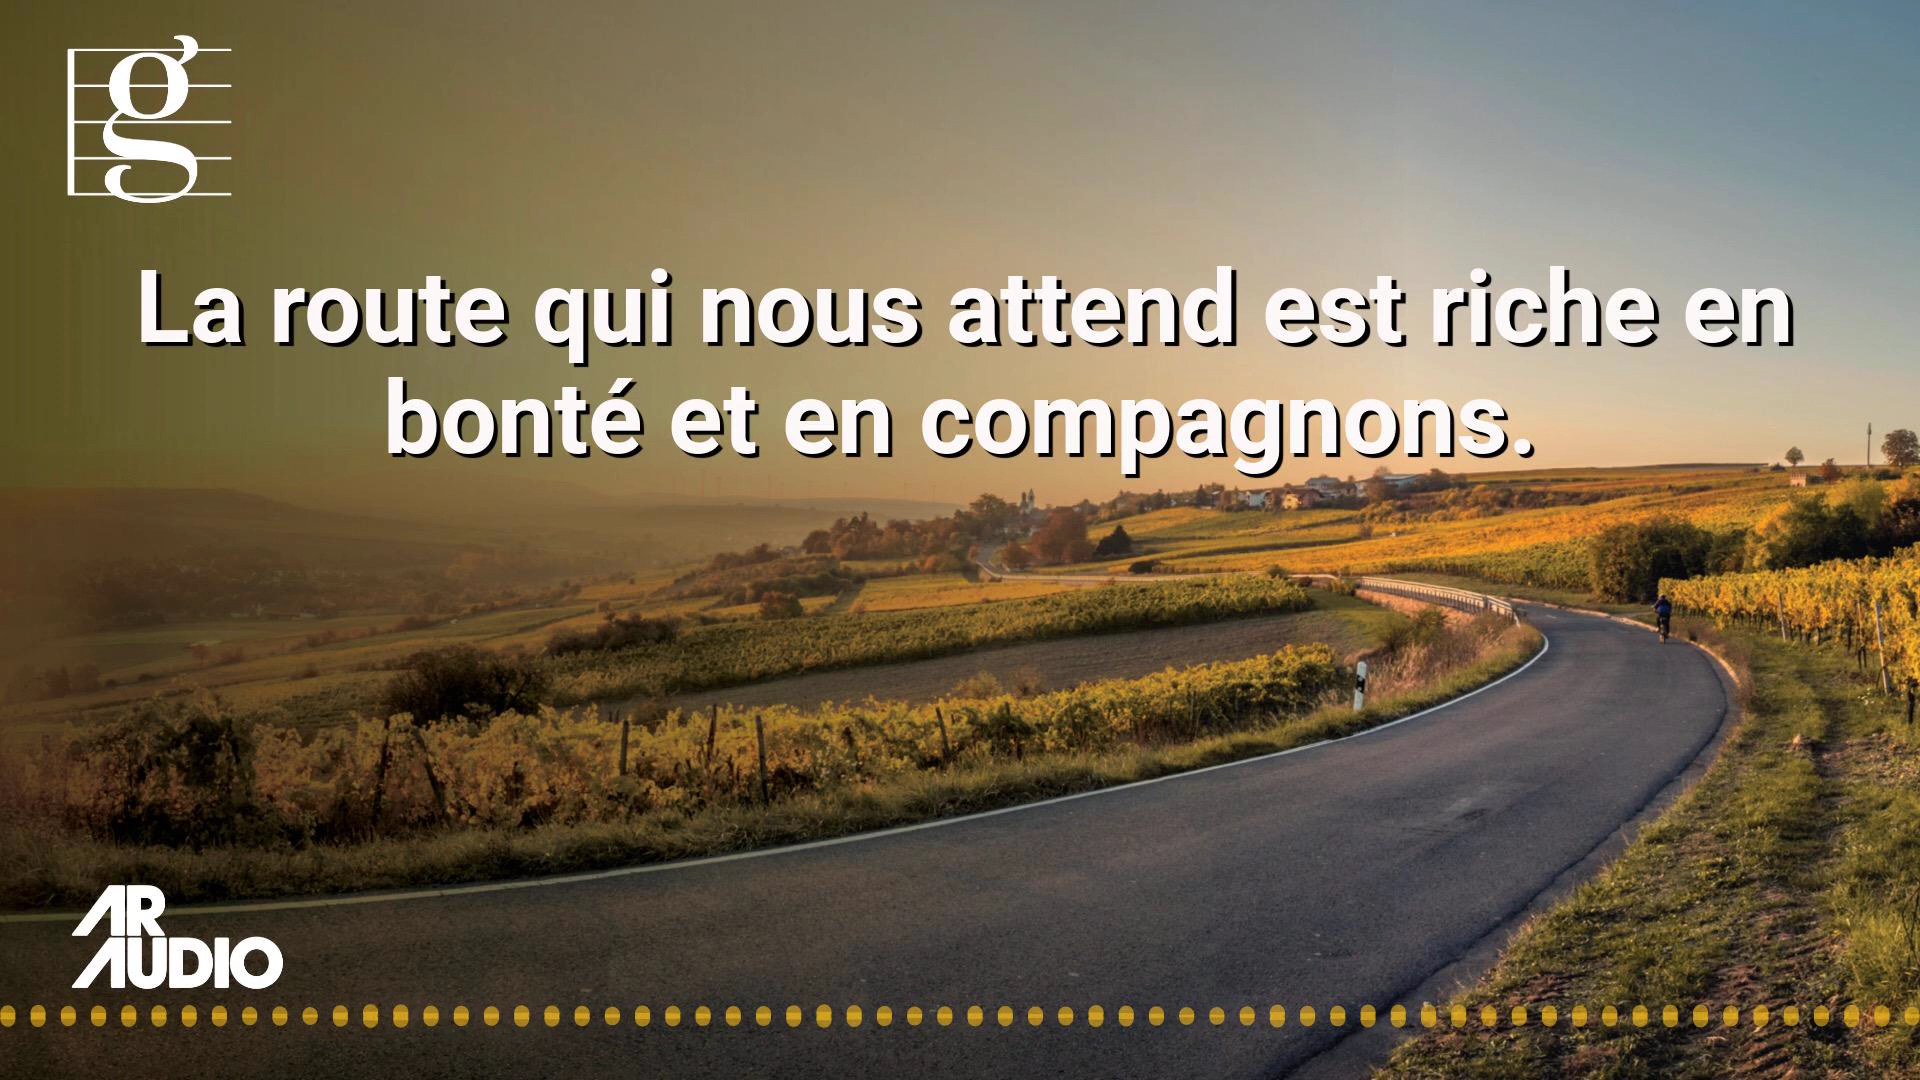 g
La route qui nous attend est riche en
bonté et en compagnons.
AR
AUDIO